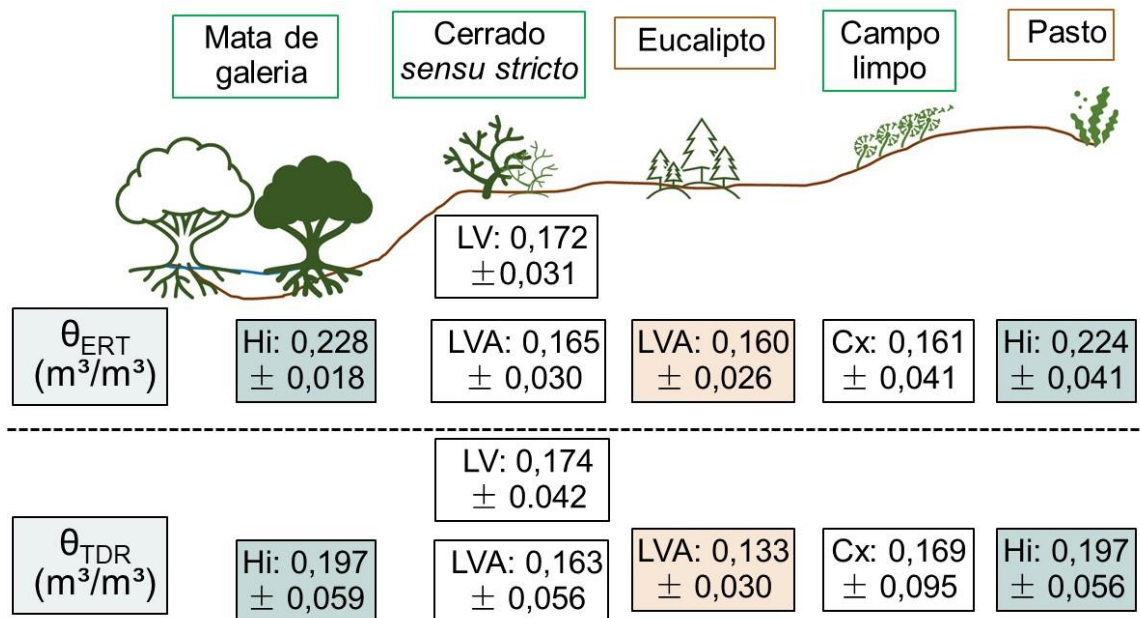 Mata de
galeria
Cerrado
sensu stricto
Eucalipto
Campo
limpo
Pasto
LV: 0,172
±0,031
θERT
(m³/m³)
Hi: 0,228
± 0,018
LVA: 0,165
± 0,030
LVA: 0,160
± 0,026
Cx: 0,161
± 0,041
Hi: 0,224
± 0,041
LV: 0,174
± 0.042
θTDR
(m³/m³)
Hi: 0,197
± 0,059
LVA: 0,163
± 0,056
LVA: 0,133
± 0,030
Cx: 0,169
± 0,095
Hi: 0,197
± 0,056